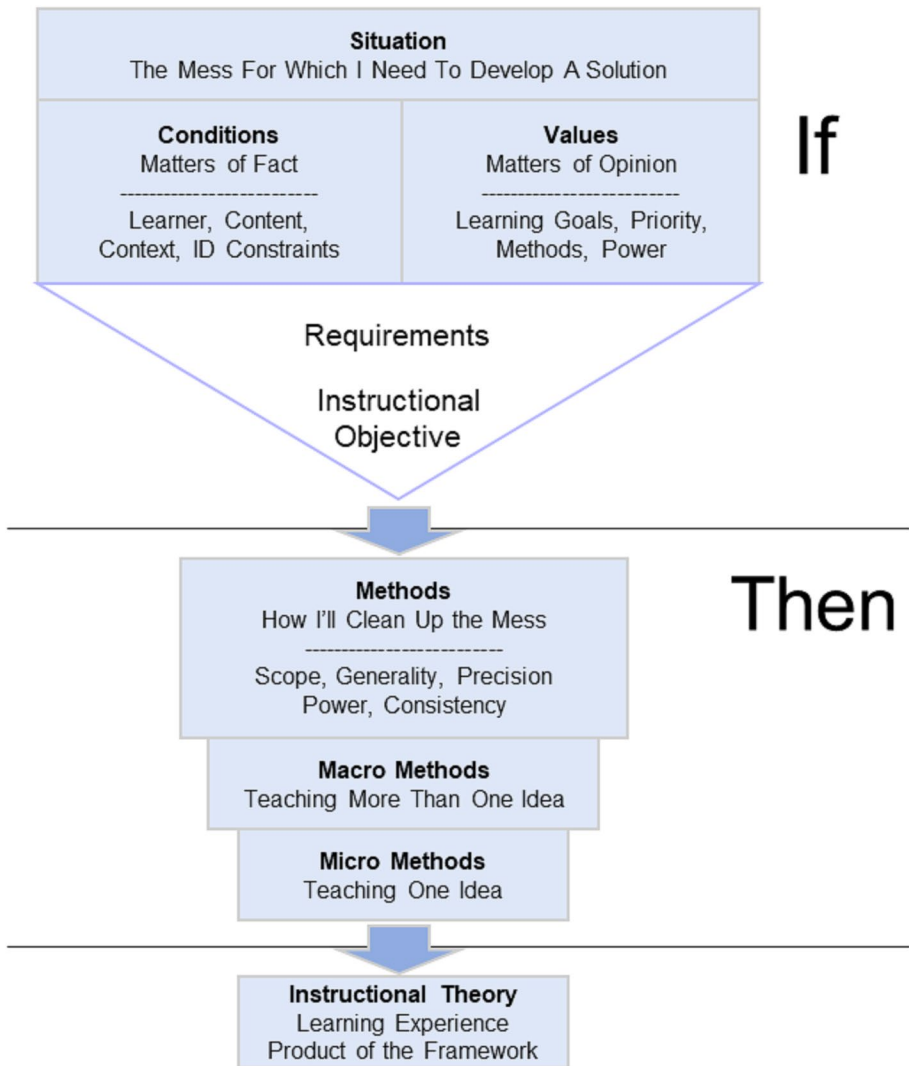 Situation
The Mess For Which I Need To Develop A Solution
If
Conditions
Matters of Fact
---------------------------
Learner, Content,
Context, ID Constraints
Values
Matters of Opinion
---------------------------
Learning Goals, Priority,
Methods, Power
Requirements
Instructional
Objective
Then
Methods
How I'll Clean Up the Mess
---------------------------
Scope, Generality, Precision
Power, Consistency
Macro Methods
Teaching More Than One Idea
Micro Methods
Teaching One Idea
Instructional Theory
Learning Experience
Product of the Framework